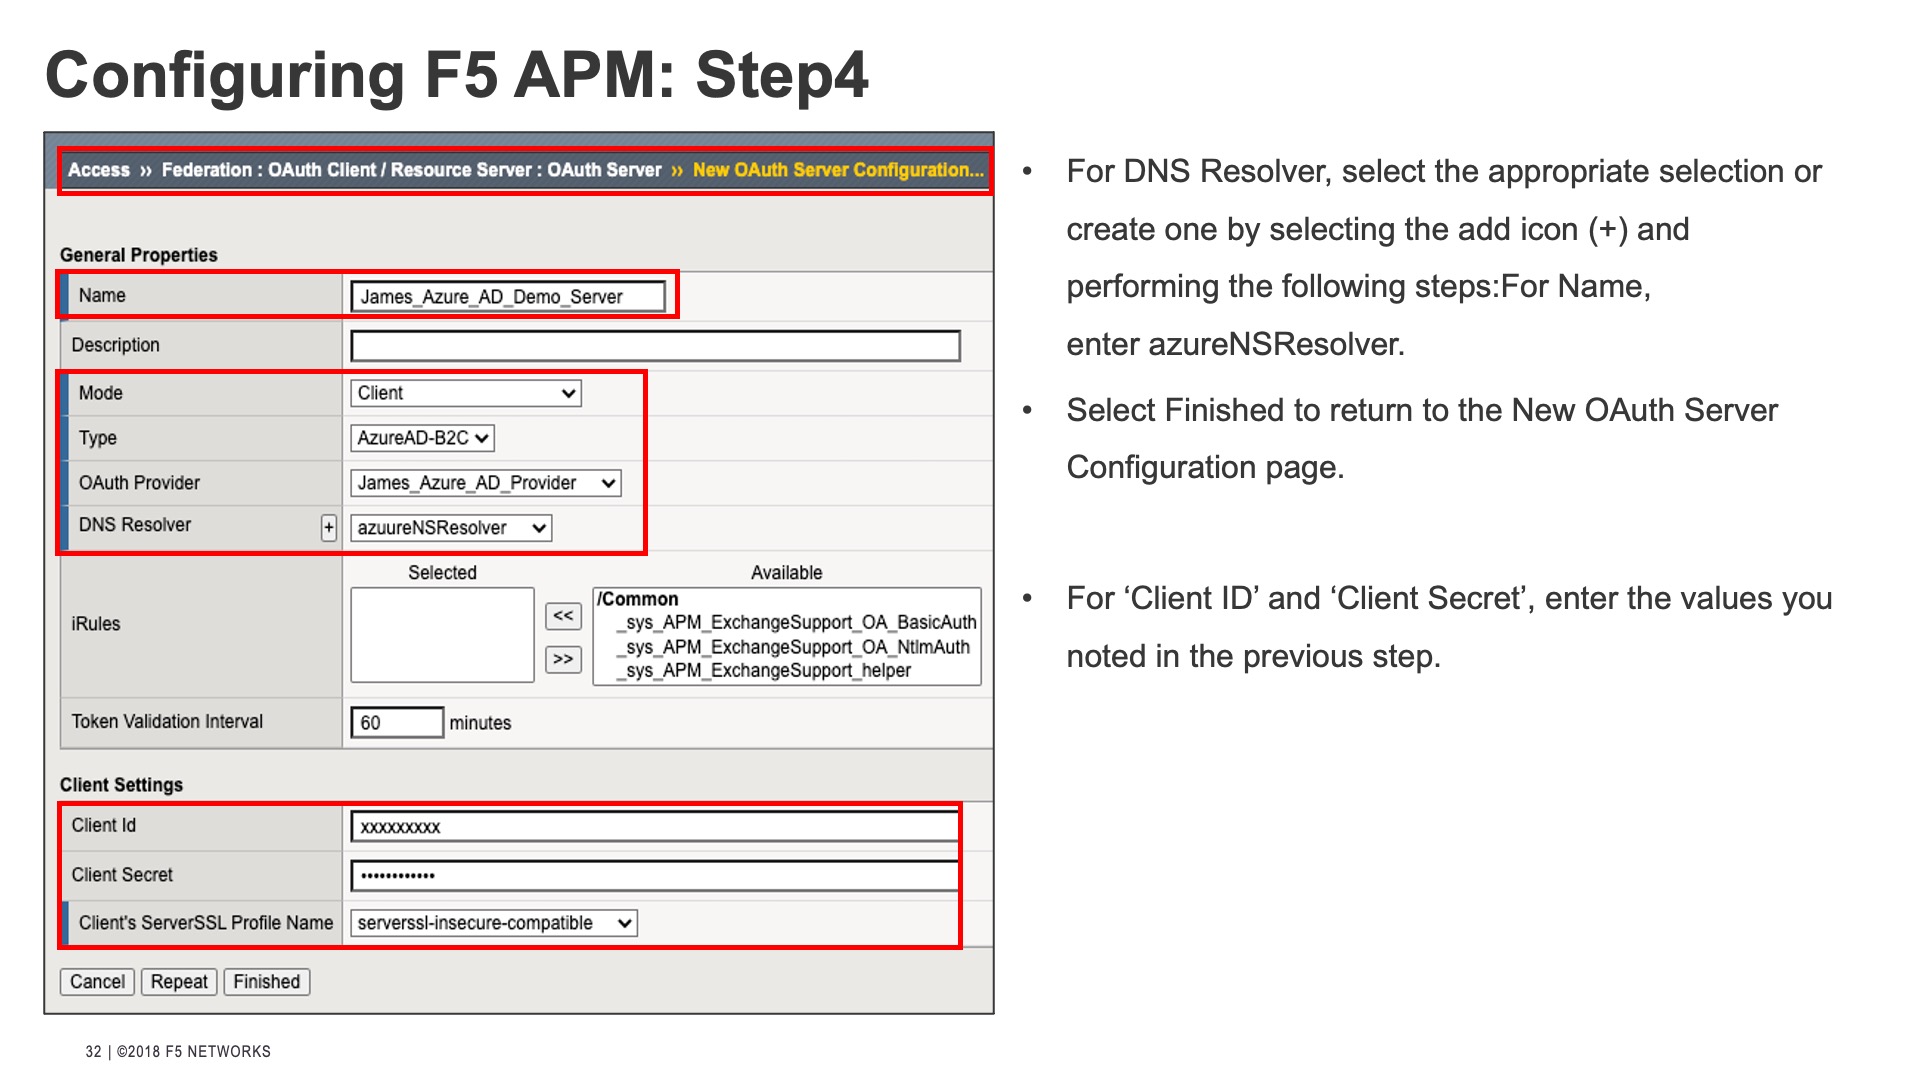 Configuring F5 APM: Step4
Access ›› Federation : OAuth Client / Resource Server : OAuth Server ›› New OAuth Server Configuration...
General Properties
Name
James_Azure_AD_Demo_Server
Description
Mode
Client
Type
AzureAD-B2C
OAuth Provider
James_Azure_AD_Provider
DNS Resolver
+
azuureNSResolver
iRules
Selected
<<
>>
Available
/Common
_sys_APM_ExchangeSupport_OA_BasicAuth
_sys_APM_ExchangeSupport_OA_NtlmAuth
_sys_APM_ExchangeSupport_helper
Token Validation Interval
60 minutes
Client Settings
Client Id
xxxxxxxxx
Client Secret
••••••••••••
Client's ServerSSL Profile Name
serverssl-insecure-compatible
Cancel Repeat Finished
• For DNS Resolver, select the appropriate selection or
create one by selecting the add icon (+) and
performing the following steps:For Name,
enter azureNSResolver.
• Select Finished to return to the New OAuth Server
Configuration page.
• For ‘Client ID’ and ‘Client Secret’, enter the values you
noted in the previous step.
32 | ©2018 F5 NETWORKS